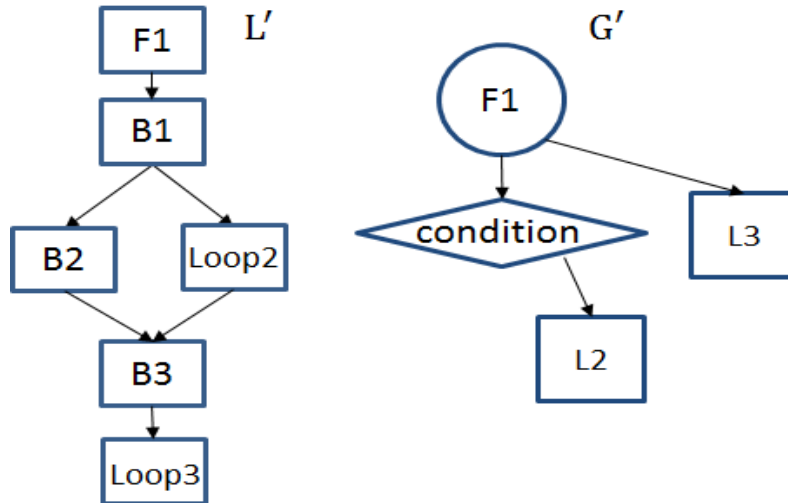 L′
F1
B1
B2
Loop2
B3
Loop3
G′
F1
condition
L3
L2